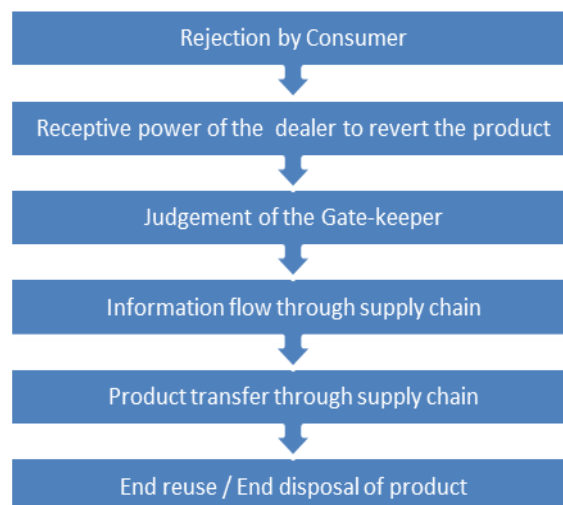 Rejection by Consumer
Receptive power of the dealer to revert the product
Judgement of the Gate-keeper
Information flow through supply chain
Product transfer through supply chain
End reuse / End disposal of product